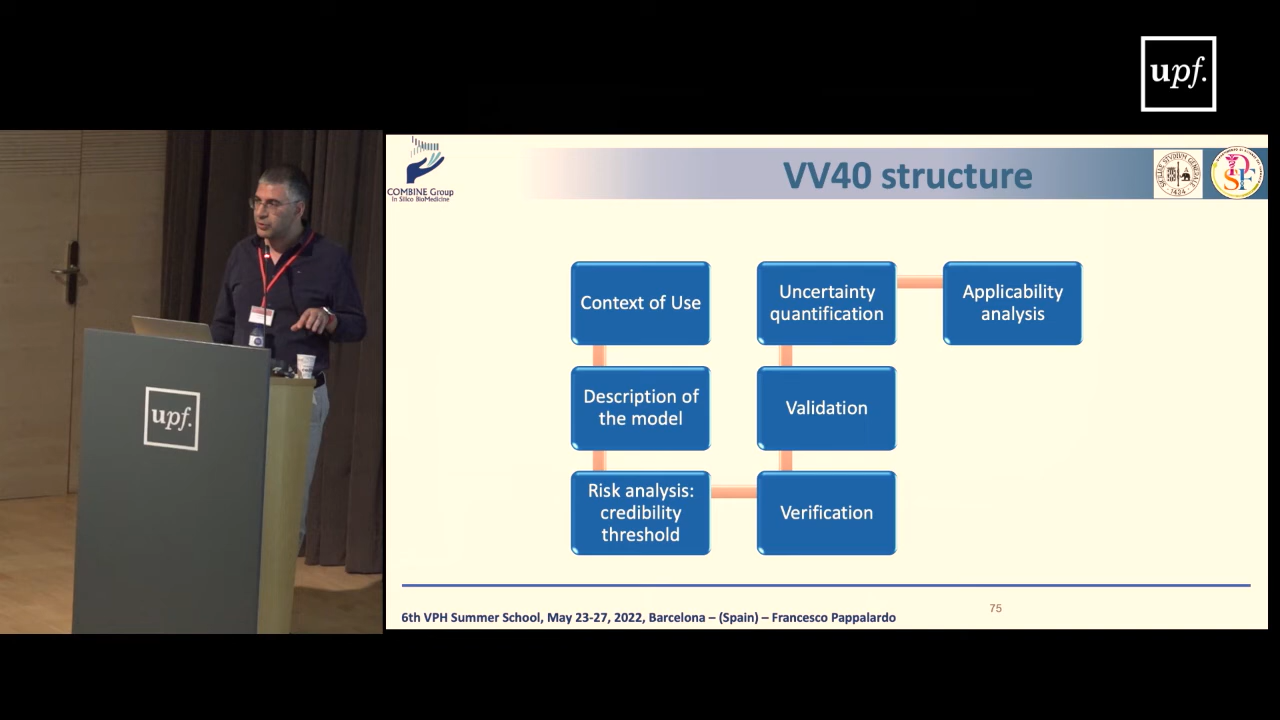 upf.
COMBINE Group
In Silico BioMedicine
VV40 structure
Context of Use
Description of
the model
Risk analysis:
credibility
threshold
Verification
Validation
Uncertainty
quantification
Applicability
analysis
6th VPH Summer School, May 23-27, 2022, Barcelona – (Spain) – Francesco Pappalardo
75
upf.